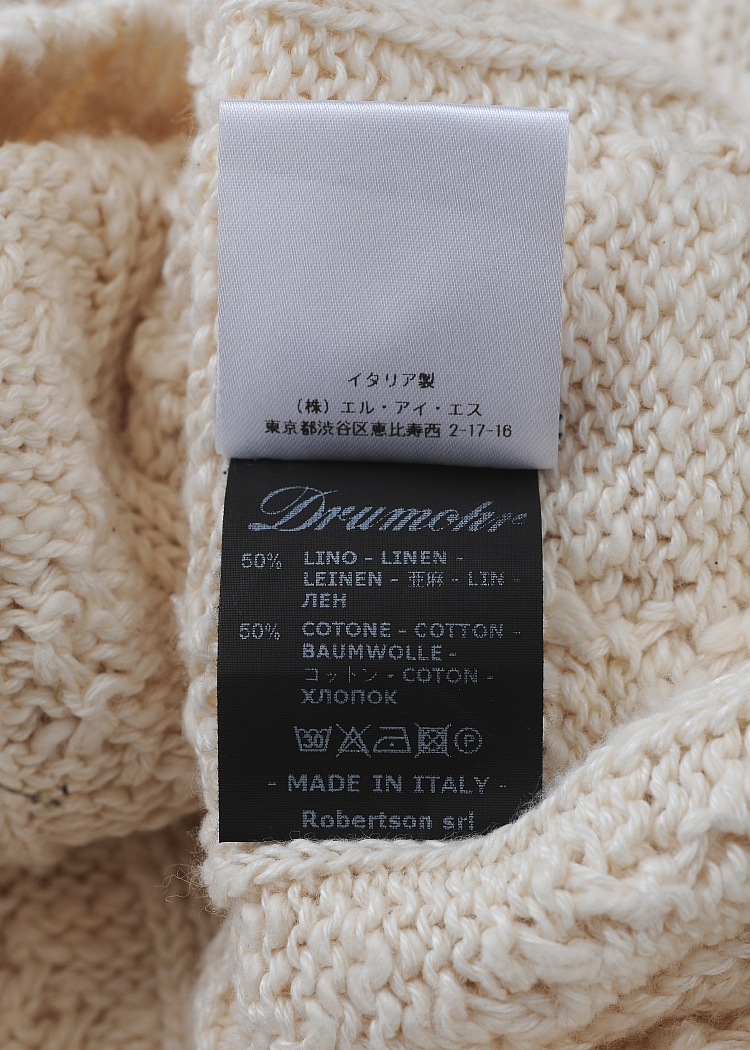 イタリア製
（株）エル・アイ・エス
東京都渋谷区恵比寿西 2-17-16
Drumohr
50% LINO - LINEN -
LEINEN - 亜麻 - LIN -
ЛЕН
50% COTONE - COTTON -
BAUMWOLLE -
コットン - COTON -
ХЛОПОК
30 P
- MADE IN ITALY -
Robertson srl